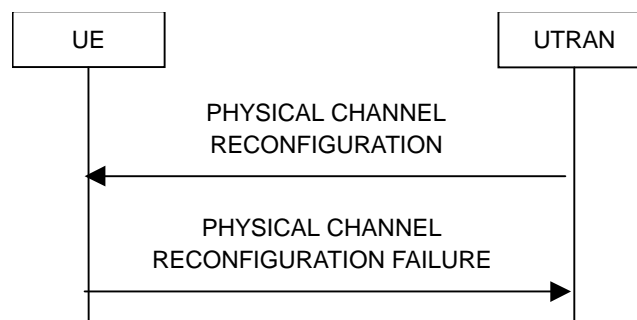 UE
UTRAN
PHYSICAL CHANNEL
RECONFIGURATION
PHYSICAL CHANNEL
RECONFIGURATION FAILURE